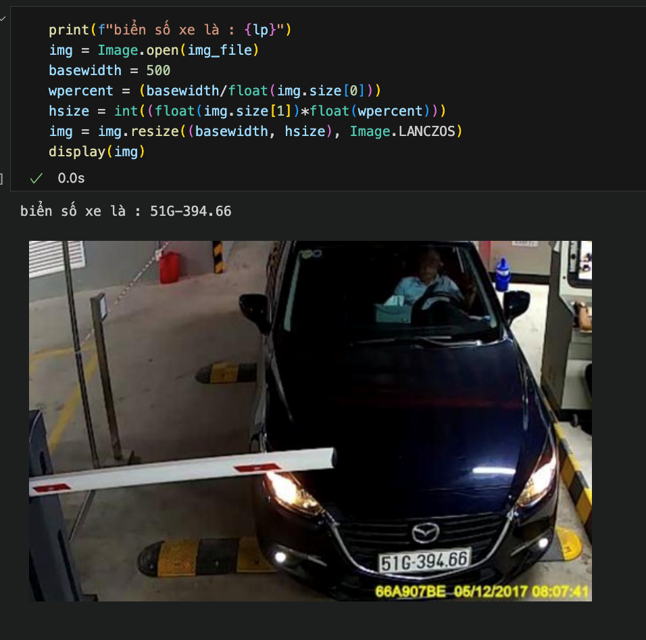 print(f"biển số xe là : {lp}")
img = Image.open(img_file)
basewidth = 500
wpercent = (basewidth/float(img.size[0]))
hsize = int((float(img.size[1])*float(wpercent)))
img = img.resize((basewidth, hsize), Image.LANCZOS)
display(img)
0.0s
biển số xe là : 51G-394.66
51G-394.66
66A907BE 05/12/2017 08:07:41